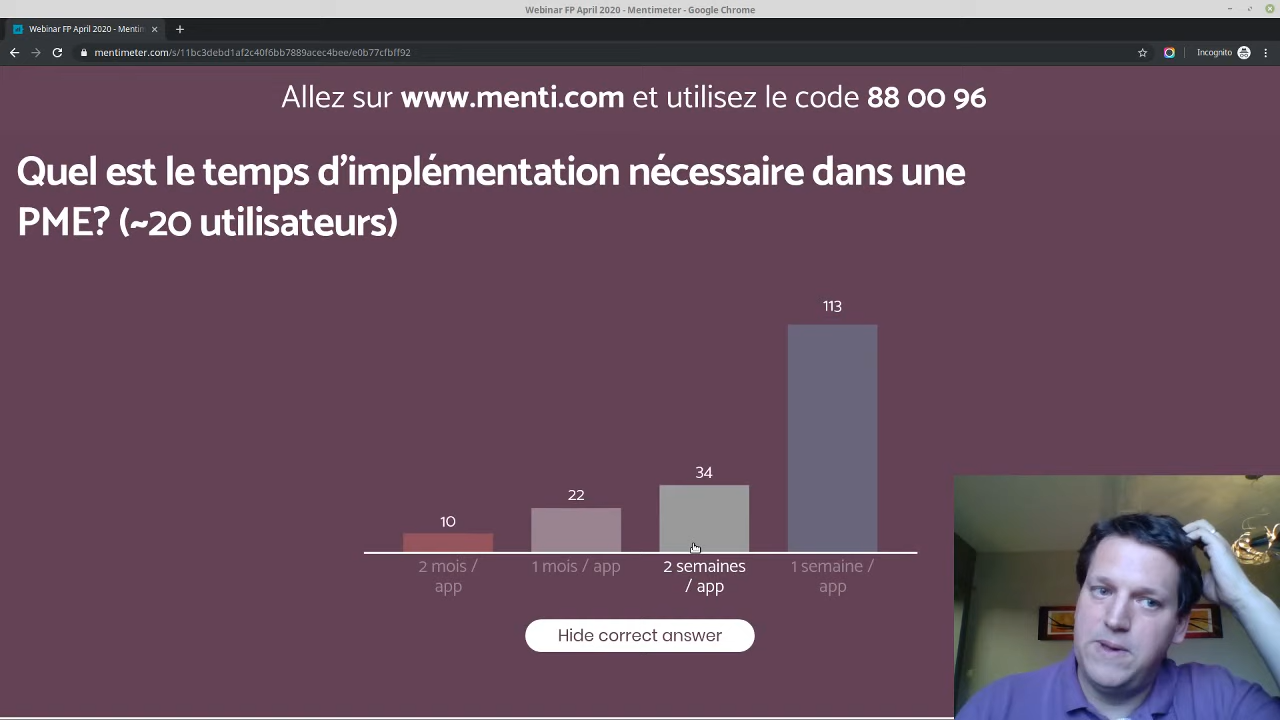 Webinar FP April 2020 - Mentimeter - Google Chrome
Webinar FP April 2020 - Mentim
mentimeter.com/s/11bc3debd1af2c40f6bb7889acec4bee/e0b77cfbff92
Incognito
Allez sur www.menti.com et utilisez le code 88 00 96
Quel est le temps d'implémentation nécessaire dans une
PME? (~20 utilisateurs)
113
34
22
10
2 mois /
app
1 mois / app
2 semaines
/ app
1 semaine /
app
Hide correct answer